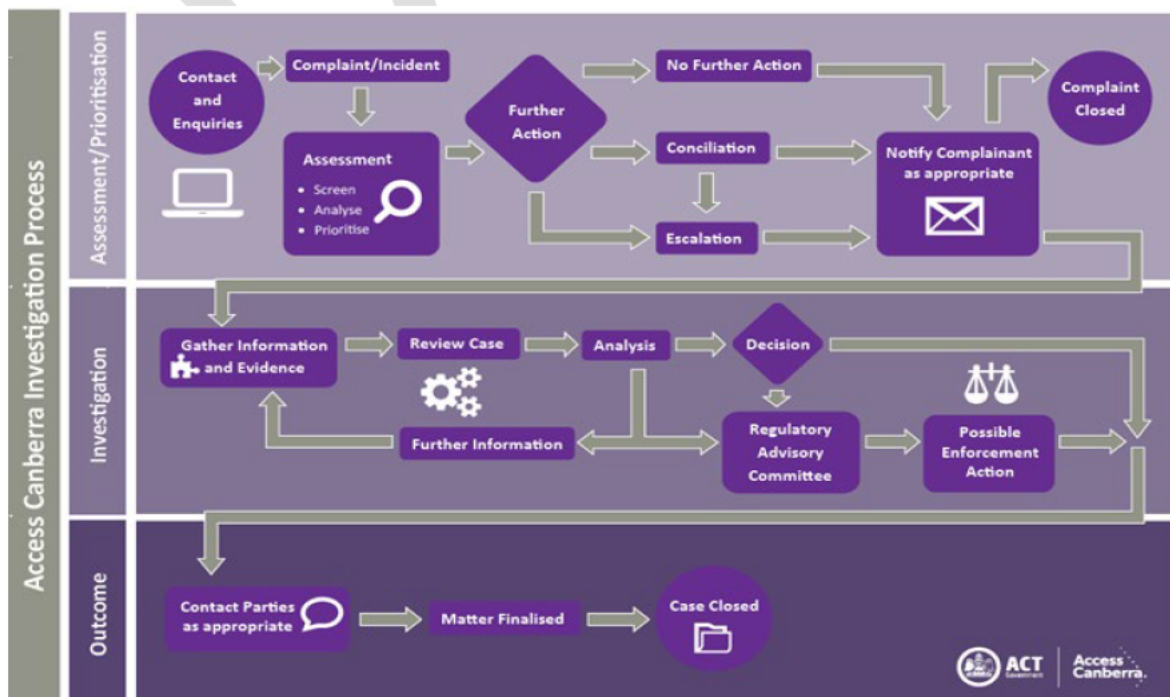 Access Canberra Investigation Process
Assessment/Prioritisation
Contact
and
Enquiries
Complaint/Incident
Assessment
• Screen
• Analyse
• Prioritise
Further
Action
No Further Action
Conciliation
Escalation
Notify Complainant
as appropriate
Complaint
Closed
Investigation
Gather Information
and Evidence
Review Case
Analysis
Decision
Further Information
Regulatory
Advisory
Committee
Possible
Enforcement
Action
Outcome
Contact Parties
as appropriate
Matter Finalised
Case Closed
ACT
Government
Access
Canberra